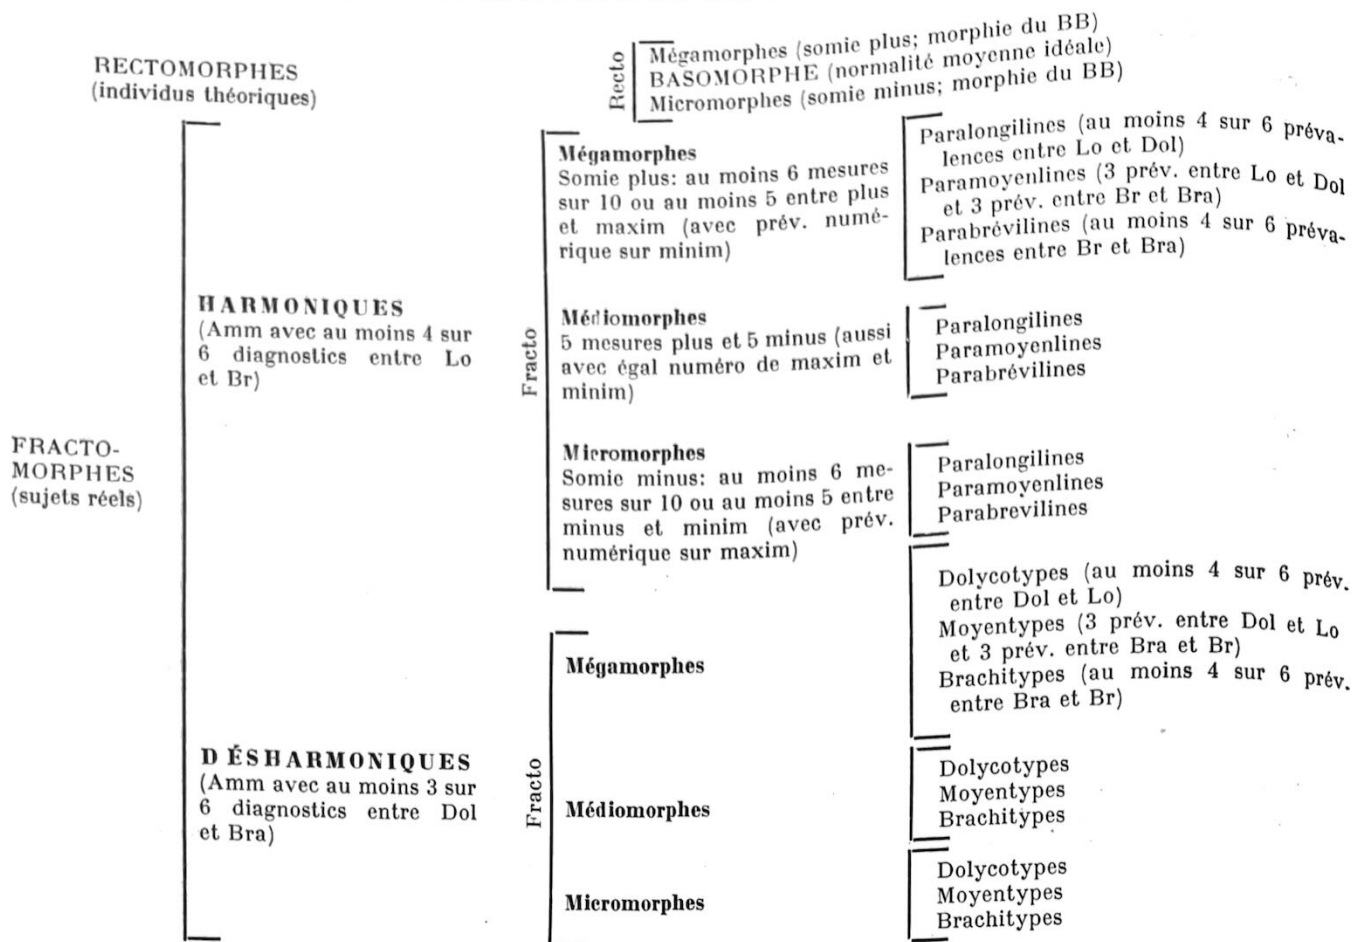 RECTOMORPHES
(individus théoriques)
Recto
Mégamorphes (somie plus; morphie du BB)
BASOMORPHE (normalité moyenne idéale)
Micromorphes (somie minus; morphie du BB)
FRACTO-
MORPHES
(sujets réels)
HARMONIQUES
(Amm avec au moins 4 sur
6 diagnostics entre Lo
et Br)
Fracto
Mégamorphes
Somie plus: au moins 6 mesures
sur 10 ou au moins 5 entre plus
et maxim (avec prév. numé-
rique sur minim)
Paralongilines (au moins 4 sur 6 préva-
lences entre Lo et Dol)
Paramoyenlines (3 prév. entre Lo et Dol
et 3 prév. entre Br et Bra)
Parabrévilines (au moins 4 sur 6 préva-
lences entre Br et Bra)
Médiomorphes
5 mesures plus et 5 minus (aussi
avec égal numéro de maxim et
minim)
Paralongilines
Paramoyenlines
Parabrévilines
Micromorphes
Somie minus: au moins 6 me-
sures sur 10 ou au moins 5 entre
minus et minim (avec prév.
numérique sur maxim)
Paralongilines
Paramoyenlines
Parabrevilines
DÉSHARMONIQUES
(Amm avec au moins 3 sur
6 diagnostics entre Dol
et Bra)
Fracto
Mégamorphes
Dolycotypes (au moins 4 sur 6 prév.
entre Dol et Lo)
Moyentypes (3 prév. entre Dol et Lo
et 3 prév. entre Bra et Br)
Brachitypes (au moins 4 sur 6 prév.
entre Bra et Br)
Médiomorphes
Dolycotypes
Moyentypes
Brachitypes
Micromorphes
Dolycotypes
Moyentypes
Brachitypes